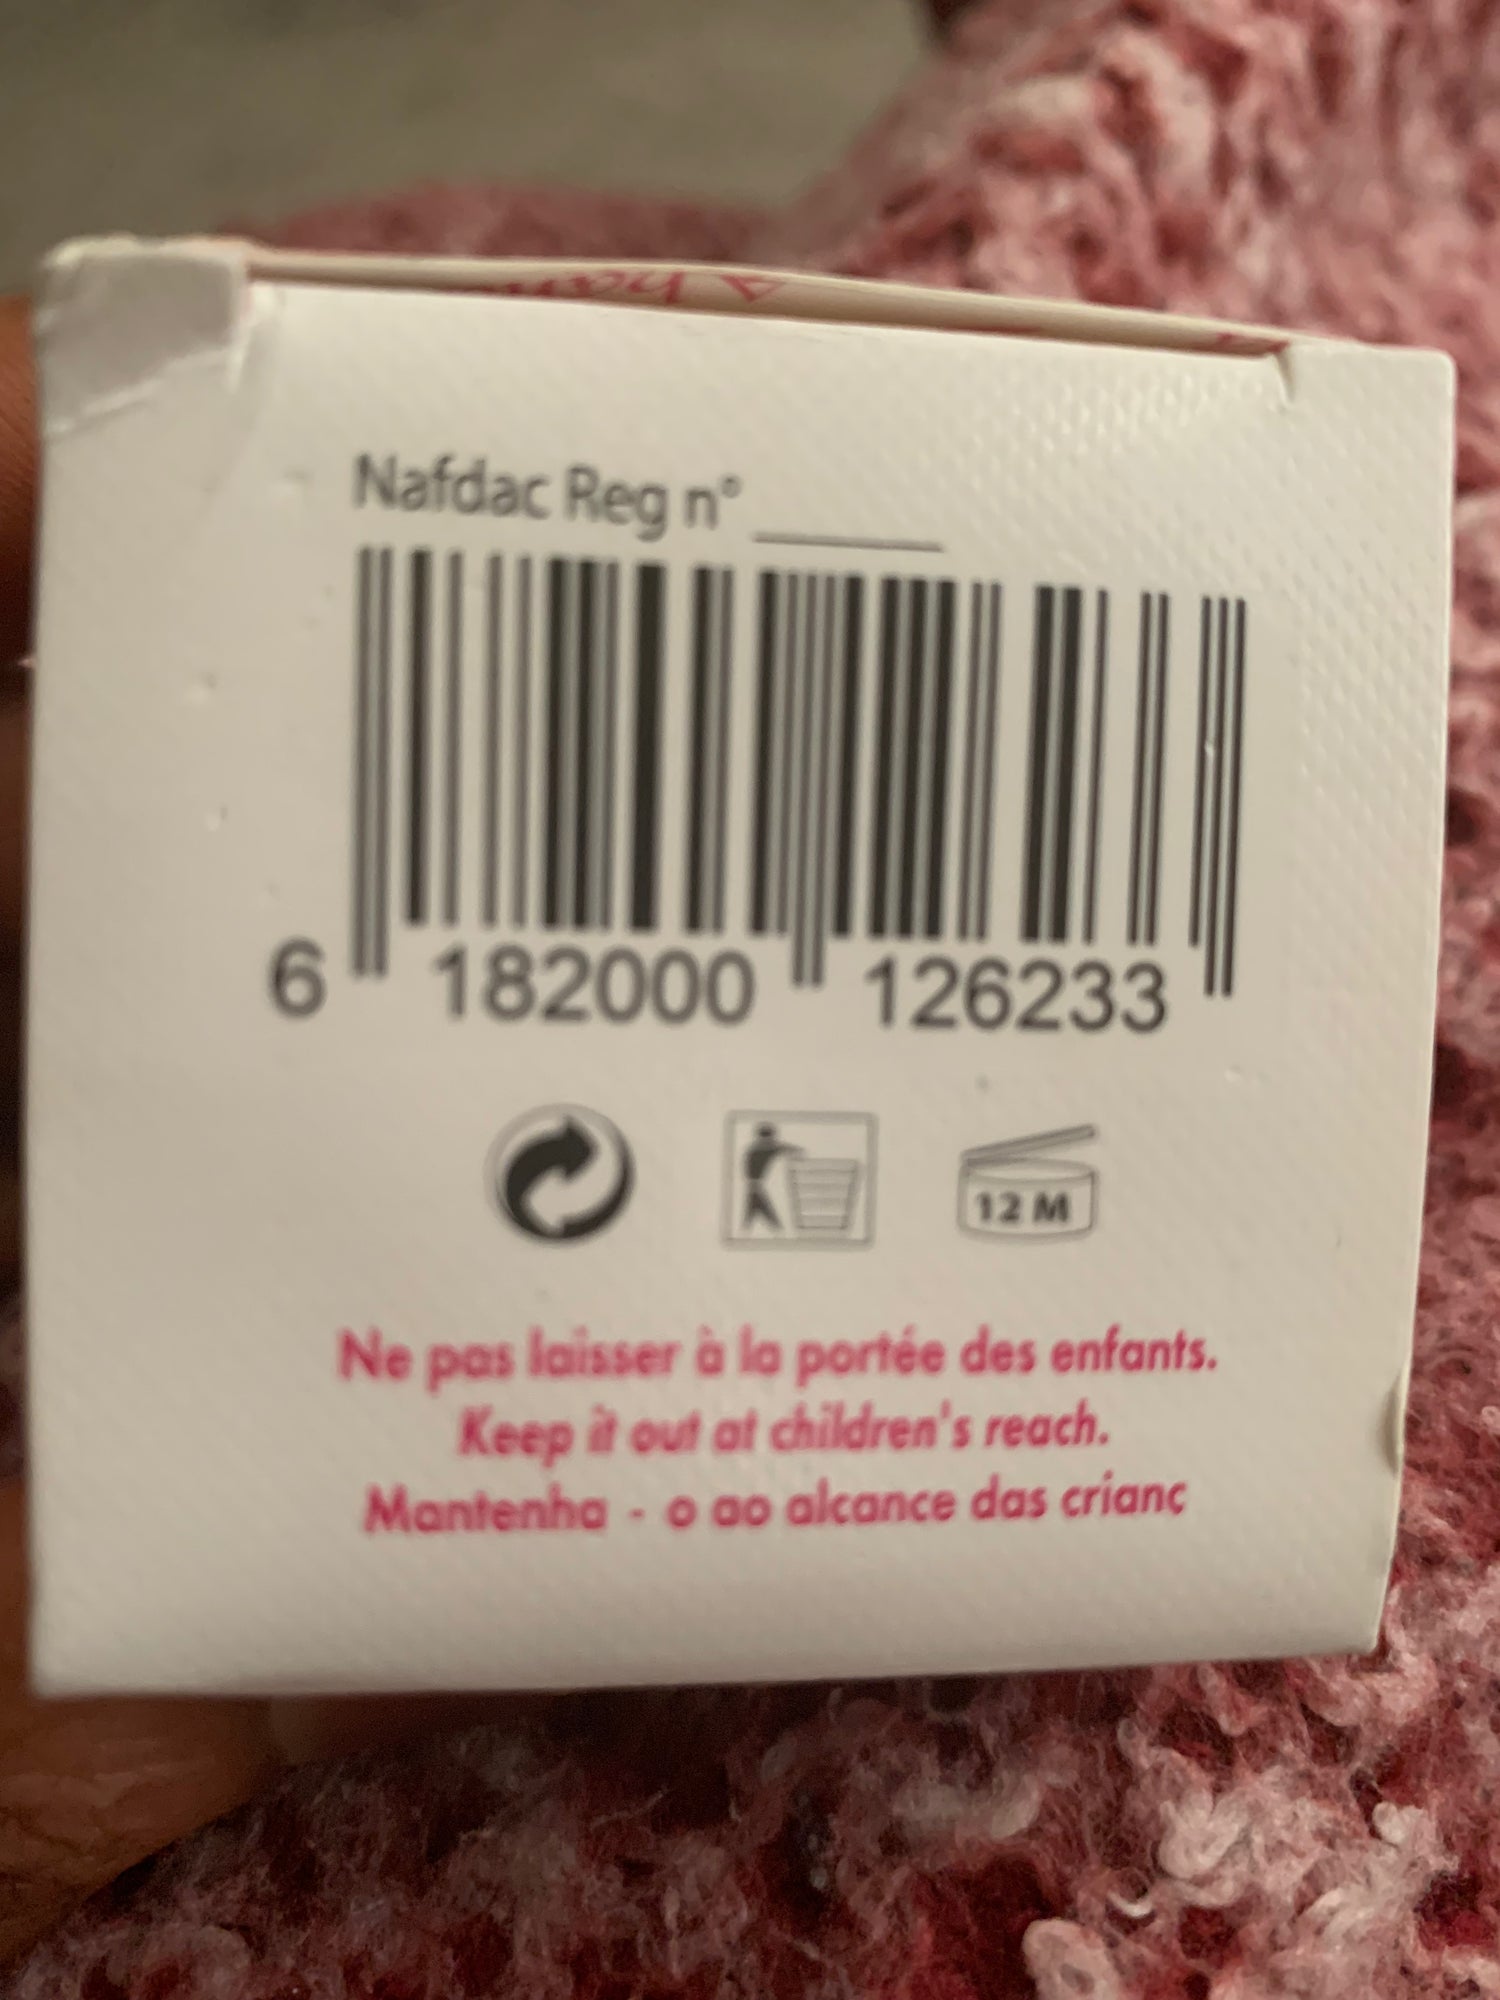 Nafdac Reg n° ______
6 182000 126233
12 M
Ne pas laisser à la portée des enfants.
Keep it out at children's reach.
Mantenha - o ao alcance das crianç